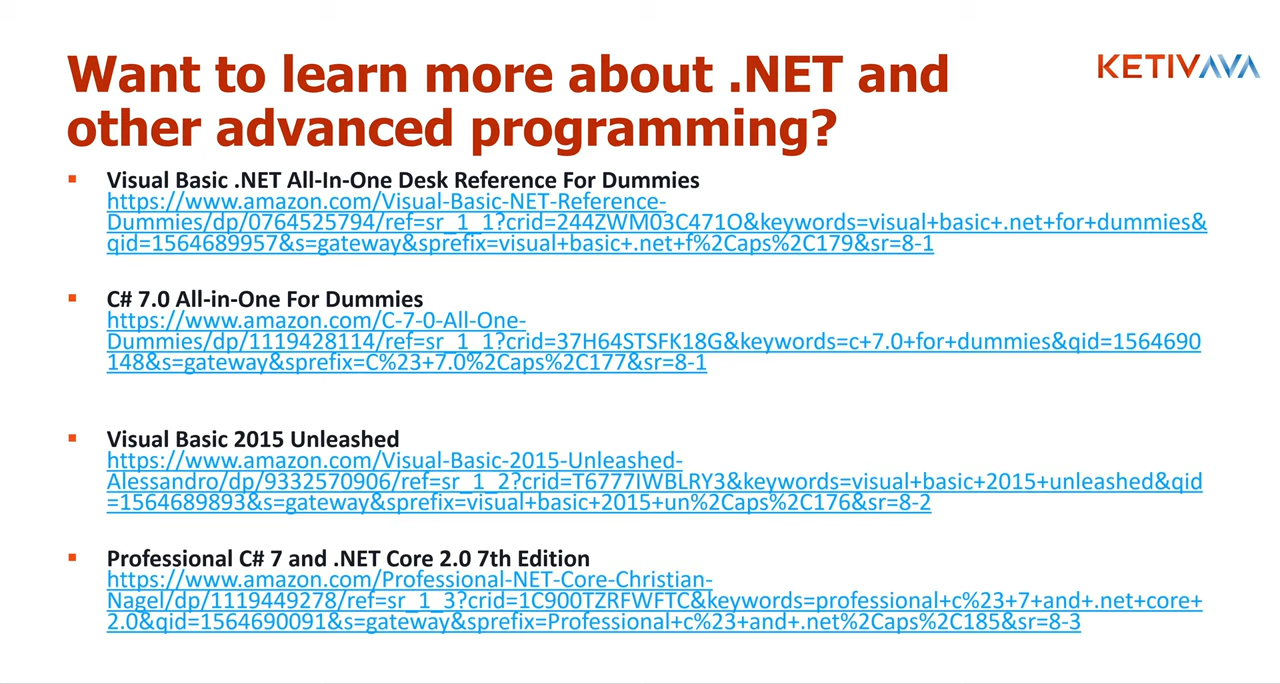 Want to learn more about .NET and
other advanced programming?
KETIVAVA
▪ Visual Basic .NET All-In-One Desk Reference For Dummies
https://www.amazon.com/Visual-Basic-NET-Reference-
Dummies/dp/0764525794/ref=sr_1_1?crid=244ZWM03C471O&keywords=visual+basic+.net+for+dummies&
qid=1564689957&s=gateway&sprefix=visual+basic+.net+f%2Caps%2C179&sr=8-1
▪ C# 7.0 All-in-One For Dummies
https://www.amazon.com/C-7-0-All-One-
Dummies/dp/1119428114/ref=sr_1_1?crid=37H64STSFK18G&keywords=c+7.0+for+dummies&qid=1564690
148&s=gateway&sprefix=C%23+7.0%2Caps%2C177&sr=8-1
▪ Visual Basic 2015 Unleashed
https://www.amazon.com/Visual-Basic-2015-Unleashed-
Alessandro/dp/9332570906/ref=sr_1_2?crid=T6777IWBLRY3&keywords=visual+basic+2015+unleashed&qid
=1564689893&s=gateway&sprefix=visual+basic+2015+un%2Caps%2C176&sr=8-2
▪ Professional C# 7 and .NET Core 2.0 7th Edition
https://www.amazon.com/Professional-NET-Core-Christian-
Nagel/dp/1119449278/ref=sr_1_3?crid=1C900TZRFWFTC&keywords=professional+c%23+7+and+.net+core+
2.0&qid=1564690091&s=gateway&sprefix=Professional+c%23+and+.net%2Caps%2C185&sr=8-3